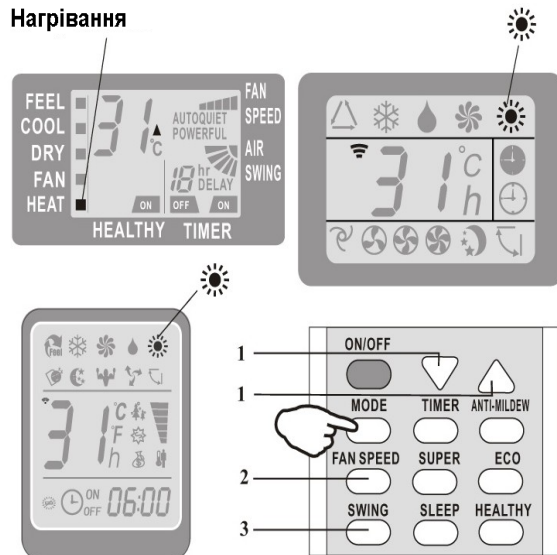 Нагрівання
FEEL
COOL
DRY
FAN
HEAT
31
°C
AUTOQUIET
POWERFUL
FAN
SPEED
AIR
SWING
18 hr
DELAY
ON
OFF ON
HEALTHY TIMER
31 °C
h
Feel
31 °C
°F
h
ON
OFF 06:00
ON/OFF
1
1
MODE TIMER ANTI-MILDEW
FAN SPEED SUPER ECO
2
SWING SLEEP HEALTHY
3